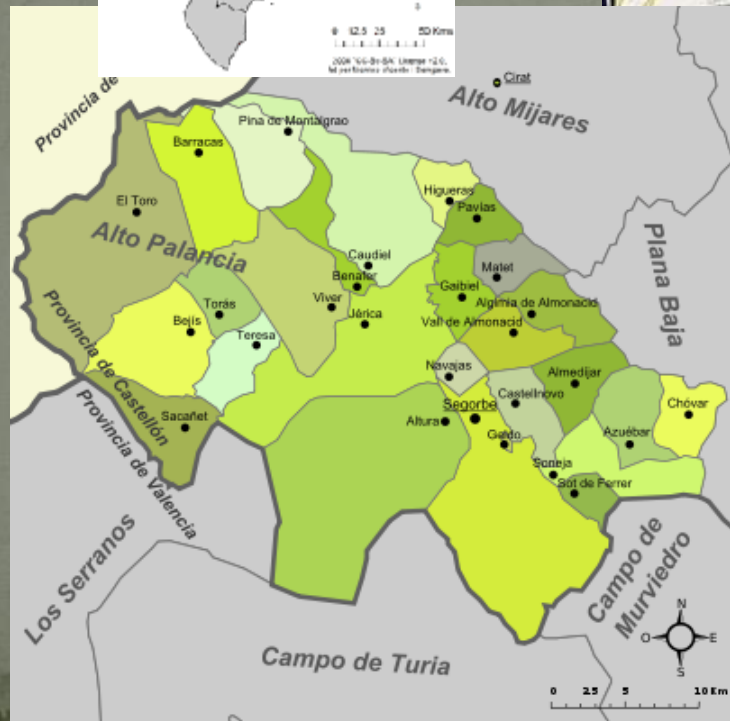 0 12.5 25 50 Kms
Provincia de
Cirat
Alto Mijares
Pina de Montalgrao
Barracas
Higueras
El Toro
Pavías
Alto Palancia
Plana Baja
Caudiel
Matet
Benafer
Gaibiel
Viver
Torás
Algimia de Almonacid
Jérica
Bejís
Vall de Almonacid
Teresa
Provincia de Castellón
Navajas
Almedíjar
Castellnovo
Chóvar
Segorbe
Sacañet
Altura
Geldo
Azuébar
Provincia de Valencia
Soneja
Sot de Ferrer
Los Serranos
Campo de
Murviedro
N
O E
S
Campo de Turia
0 2.5 5 10 Km